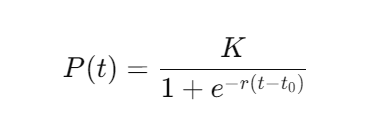 P(t) = K / (1 + e^{-r(t-t_0)})